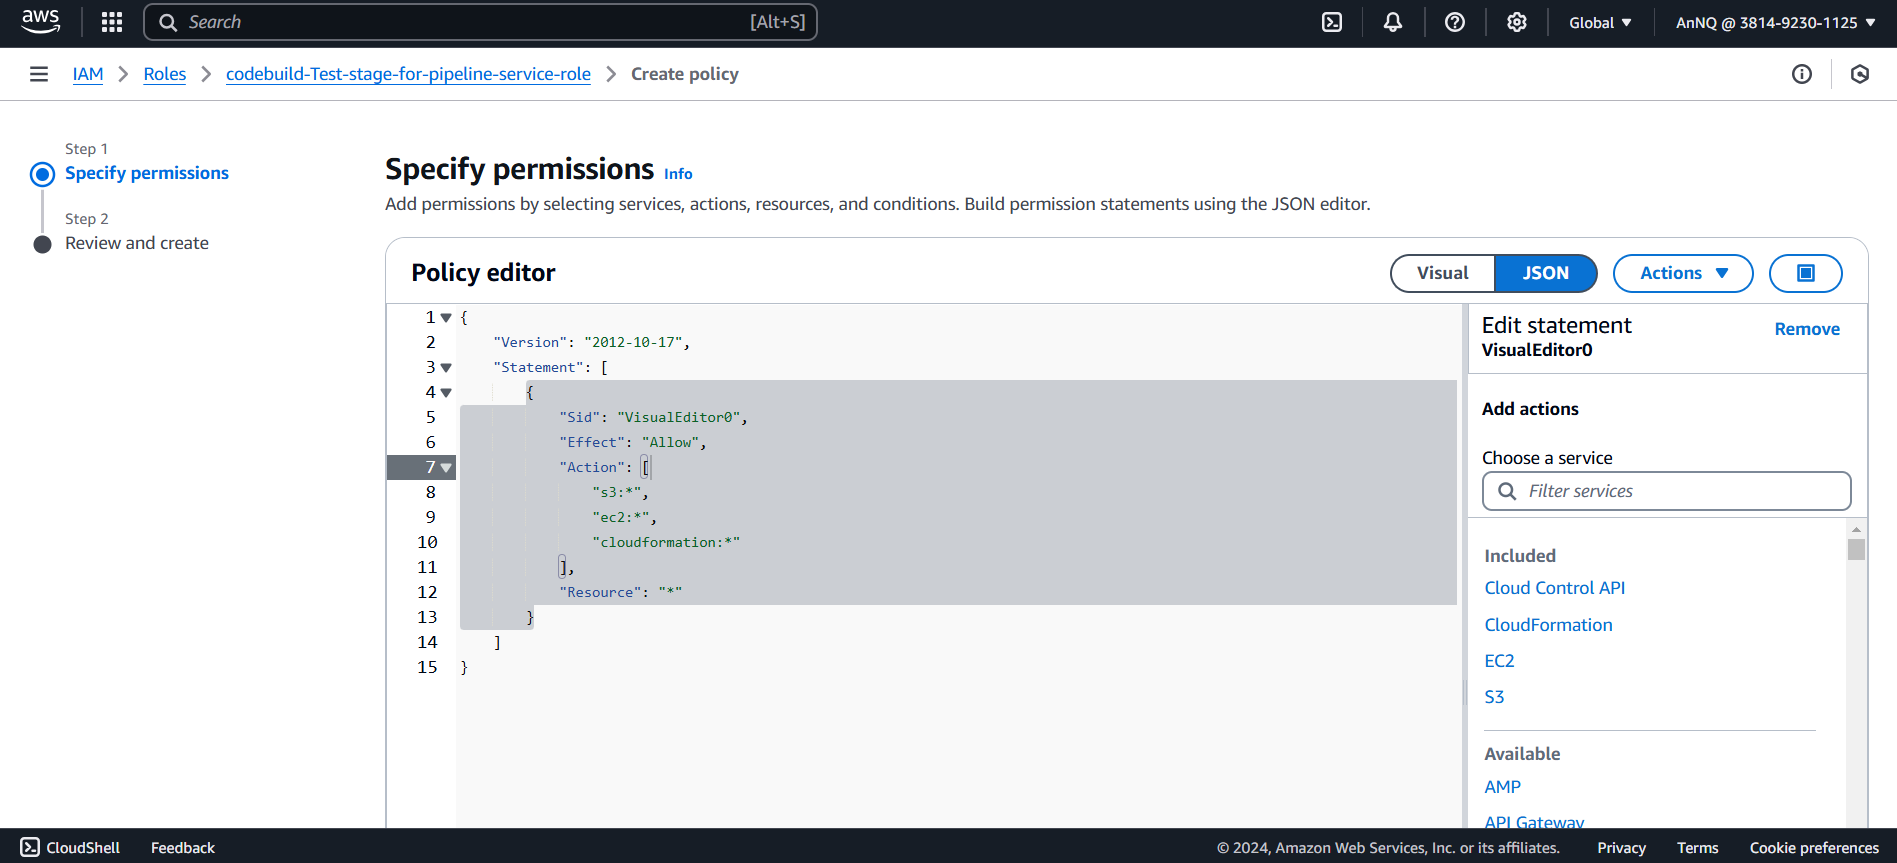 aws
Search [Alt+S]
Global
AnNQ @ 3814-9230-1125
IAM > Roles > codebuild-Test-stage-for-pipeline-service-role > Create policy
Step 1
Specify permissions
Step 2
Review and create
Specify permissions Info
Add permissions by selecting services, actions, resources, and conditions. Build permission statements using the JSON editor.
Policy editor
Visual JSON Actions
1 {
2 "Version": "2012-10-17",
3 "Statement": [
4 {
5 "Sid": "VisualEditor0",
6 "Effect": "Allow",
7 "Action": [
8 "s3:*",
9 "ec2:*",
10 "cloudformation:*"
11 ],
12 "Resource": "*"
13 }
14 ]
15 }
Edit statement Remove
VisualEditor0
Add actions
Choose a service
Filter services
Included
Cloud Control API
CloudFormation
EC2
S3
Available
AMP
API Gateway
CloudShell Feedback
© 2024, Amazon Web Services, Inc. or its affiliates. Privacy Terms Cookie preferences